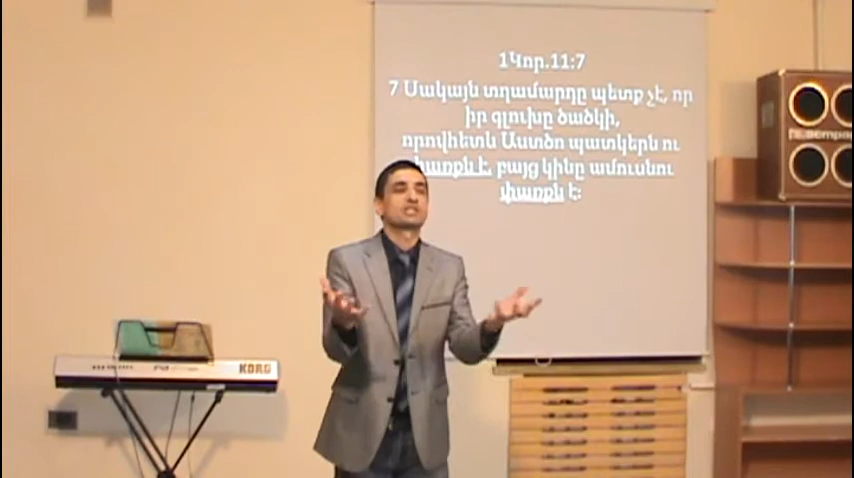 1Կոր.11:7
7 Սակայն տղամարդը պետք չէ, որ
իր գլուխը ծածկի,
որովհետև Աստծո պատկերն ու
փառքն է, բայց կինը ամուսնու
փառքն է:
KORG